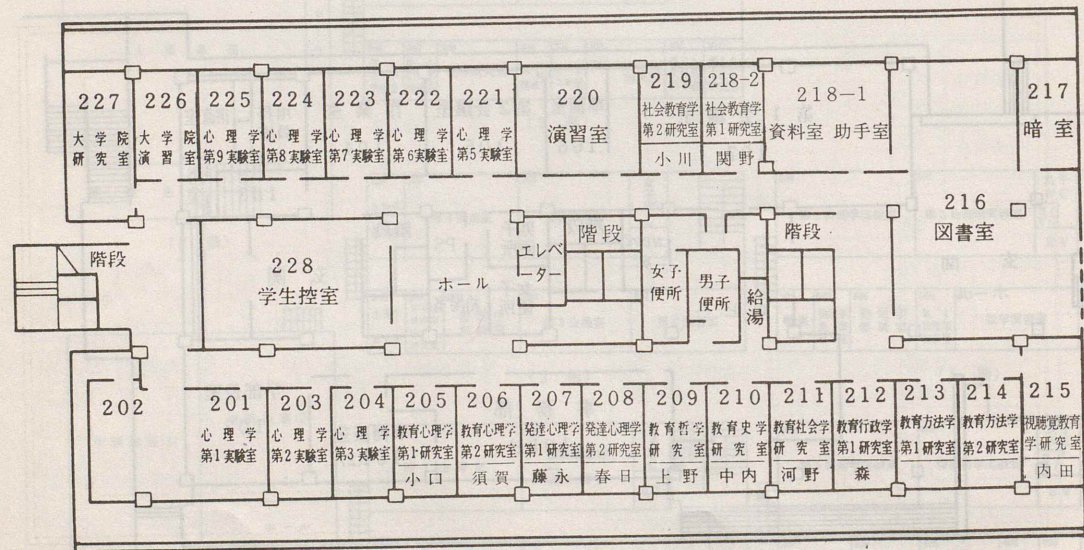 227
大学院
研究室
226
大学院
演習室
225
心理学
第9実験室
224
心理学
第8実験室
223
心理学
第7実験室
222
心理学
第6実験室
221
心理学
第5実験室
220
演習室
219
社会教育学
第2研究室
小川
218-2
社会教育学
第1研究室
関野
218-1
資料室 助手室
217
暗室
216
図書室
階段
228
学生控室
ホール
エレベ
ーター
階段
女子
便所
男子
便所
給湯
階段
202
201
心理学
第1実験室
203
心理学
第2実験室
204
心理学
第3実験室
205
教育心理学
第1研究室
小口
206
教育心理学
第2研究室
須賀
207
発達心理学
第1研究室
藤永
208
発達心理学
第2研究室
春日
209
教育哲学
研究室
上野
210
教育史学
研究室
中内
211
教育社会学
研究室
河野
212
教育行政学
第1研究室
森
213
教育方法学
第1研究室
214
教育方法学
第2研究室
215
視聴覚教育
学研究室
内田